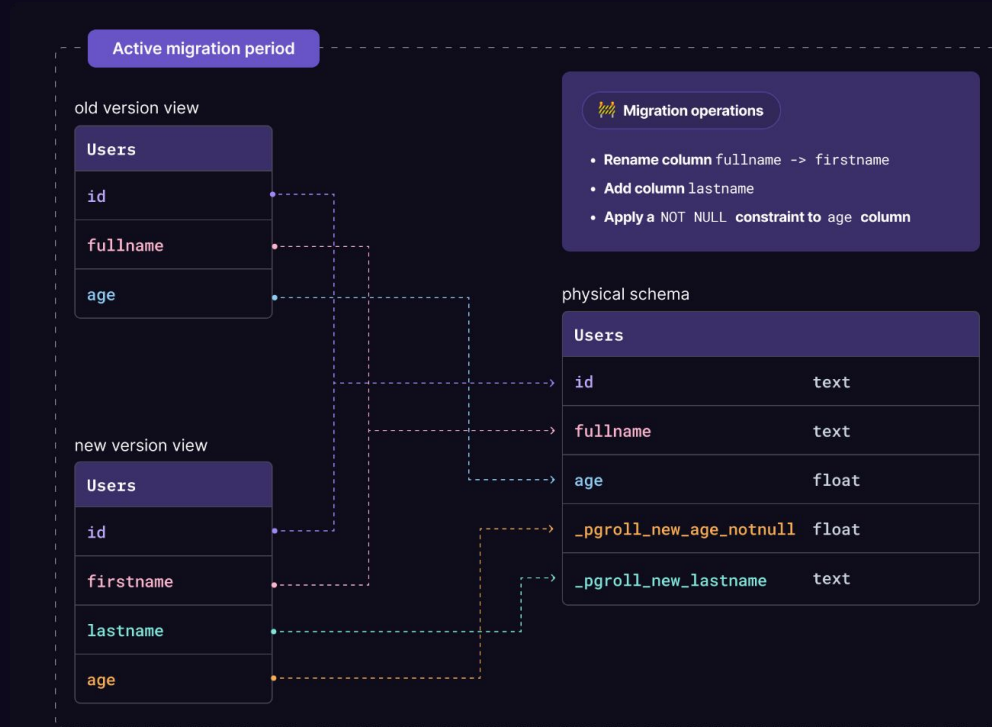 Active migration period
old version view
Users
id
fullname
age
Migration operations
• Rename column fullname -> firstname
• Add column lastname
• Apply a NOT NULL constraint to age column
physical schema
Users
id text
fullname text
age float
_pgroll_new_age_notnull float
_pgroll_new_lastname text
new version view
Users
id
firstname
lastname
age